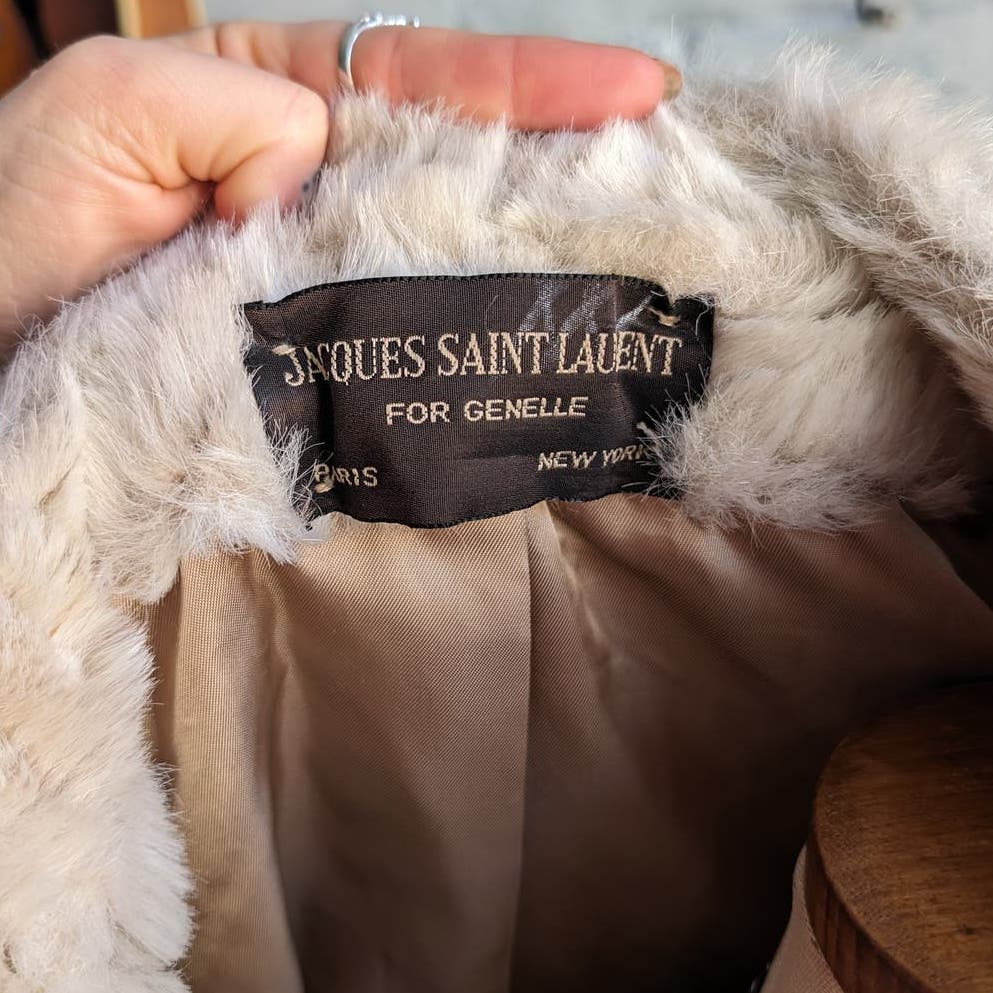 JACQUES SAINT LAUENT
FOR GENELLE
PARIS NEW YORK